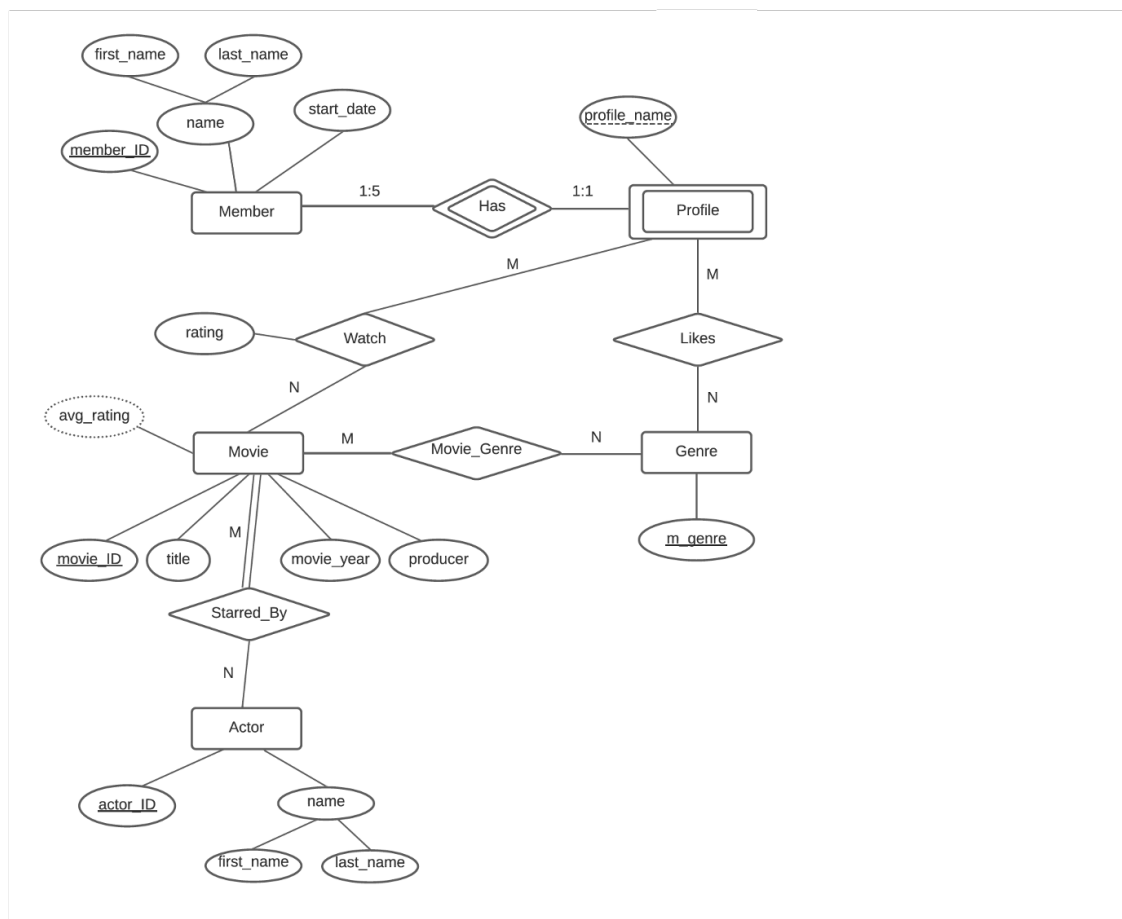 first_name
last_name
name
start_date
member_ID
profile_name
Member
1:5
Has
1:1
Profile
M
M
rating
Watch
Likes
N
N
avg_rating
Movie
M
Movie_Genre
N
Genre
M
movie_ID
title
movie_year
producer
m_genre
Starred_By
N
Actor
actor_ID
name
first_name
last_name